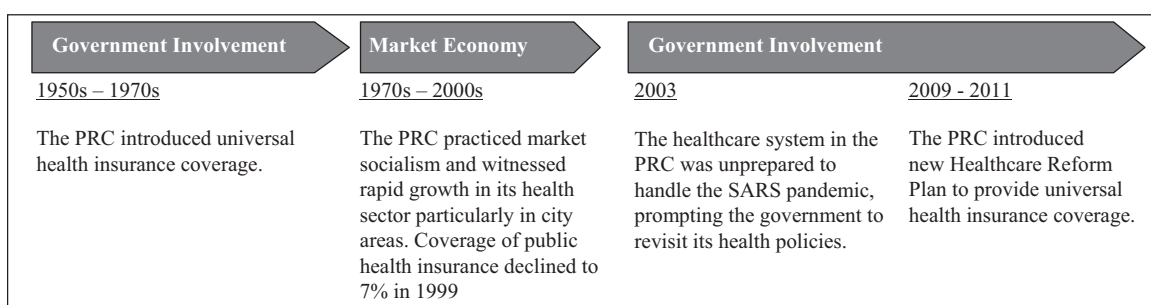 Government Involvement
Market Economy
Government Involvement
1950s – 1970s
The PRC introduced universal
health insurance coverage.
1970s – 2000s
The PRC practiced market
socialism and witnessed
rapid growth in its health
sector particularly in city
areas. Coverage of public
health insurance declined to
7% in 1999
2003
The healthcare system in the
PRC was unprepared to
handle the SARS pandemic,
prompting the government to
revisit its health policies.
2009 - 2011
The PRC introduced
new Healthcare Reform
Plan to provide universal
health insurance coverage.